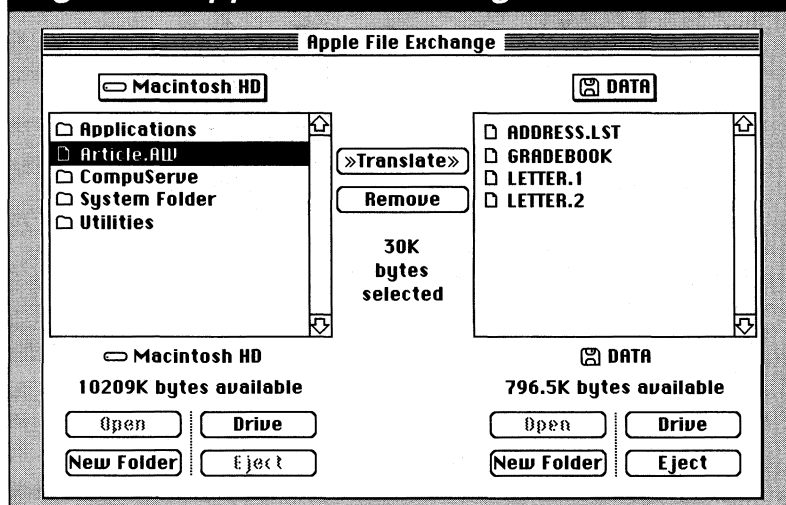 Apple File Exchange
Macintosh HD
DATA
Applications
Article.AW
CompuServe
System Folder
Utilities
»Translate»
Remove
30K
bytes
selected
ADDRESS.LST
GRADEBOOK
LETTER.1
LETTER.2
Macintosh HD
10209K bytes available
Open
Drive
New Folder
Eject
DATA
796.5K bytes available
Open
Drive
New Folder
Eject